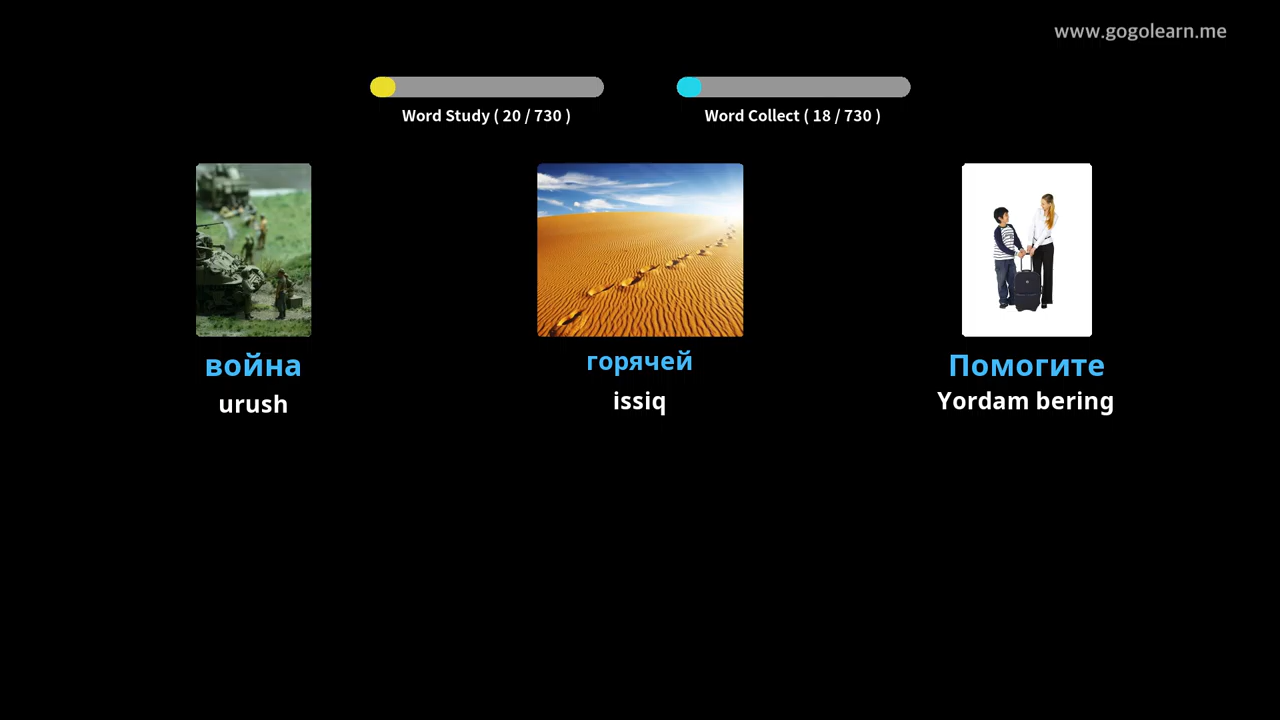 www.gogolearn.me
Word Study ( 20 / 730 )
Word Collect ( 18 / 730 )
война
urush
горячей
issiq
Помогите
Yordam bering